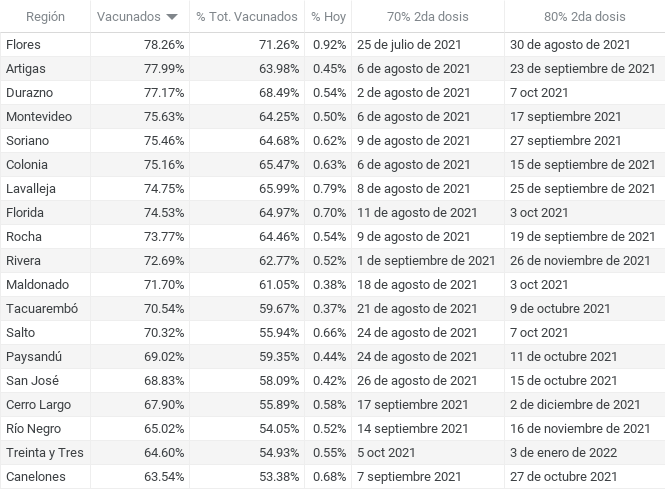 Región Vacunados % Tot. Vacunados % Hoy 70% 2da dosis 80% 2da dosis
Flores 78.26% 71.26% 0.92% 25 de julio de 2021 30 de agosto de 2021
Artigas 77.99% 63.98% 0.45% 6 de agosto de 2021 23 de septiembre de 2021
Durazno 77.17% 68.49% 0.54% 2 de agosto de 2021 7 oct 2021
Montevideo 75.63% 64.25% 0.50% 6 de agosto de 2021 17 septiembre 2021
Soriano 75.46% 64.68% 0.62% 9 de agosto de 2021 27 septiembre 2021
Colonia 75.16% 65.47% 0.63% 6 de agosto de 2021 15 de septiembre de 2021
Lavalleja 74.75% 65.99% 0.79% 8 de agosto de 2021 25 de septiembre de 2021
Florida 74.53% 64.97% 0.70% 11 de agosto de 2021 3 oct 2021
Rocha 73.77% 64.46% 0.54% 9 de agosto de 2021 19 de septiembre de 2021
Rivera 72.69% 62.77% 0.52% 1 de septiembre de 2021 26 de noviembre de 2021
Maldonado 71.70% 61.05% 0.38% 18 de agosto de 2021 3 oct 2021
Tacuarembó 70.54% 59.67% 0.37% 21 de agosto de 2021 9 de octubre 2021
Salto 70.32% 55.94% 0.66% 24 de agosto de 2021 7 oct 2021
Paysandú 69.02% 59.35% 0.44% 24 de agosto de 2021 11 de octubre 2021
San José 68.83% 58.09% 0.42% 26 de agosto de 2021 15 de octubre 2021
Cerro Largo 67.90% 55.89% 0.58% 17 septiembre 2021 2 de diciembre de 2021
Río Negro 65.02% 54.05% 0.52% 14 septiembre 2021 16 de noviembre de 2021
Treinta y Tres 64.60% 54.93% 0.55% 5 oct 2021 3 de enero de 2022
Canelones 63.54% 53.38% 0.68% 7 septiembre 2021 27 de octubre 2021